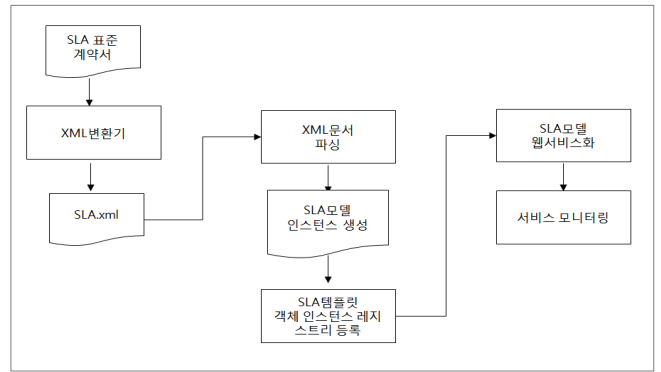 SLA 표준
계약서
XML변환기
SLA.xml
XML문서
파싱
SLA모델
인스턴스 생성
SLA템플릿
객체 인스턴스 레지
스트리 등록
SLA모델
웹서비스화
서비스 모니터링